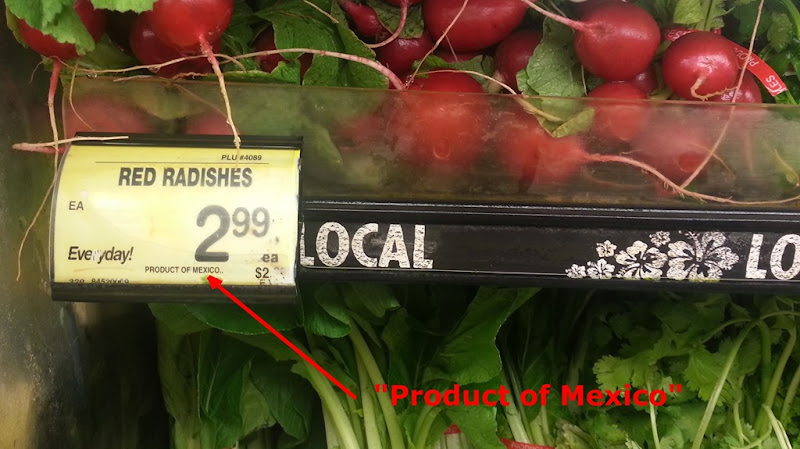 PLU #4089
RED RADISHES
EA
2.99
Everyday!
ea
PRODUCT OF MEXICO..
$2.
LOCAL
LO
"Product of Mexico"